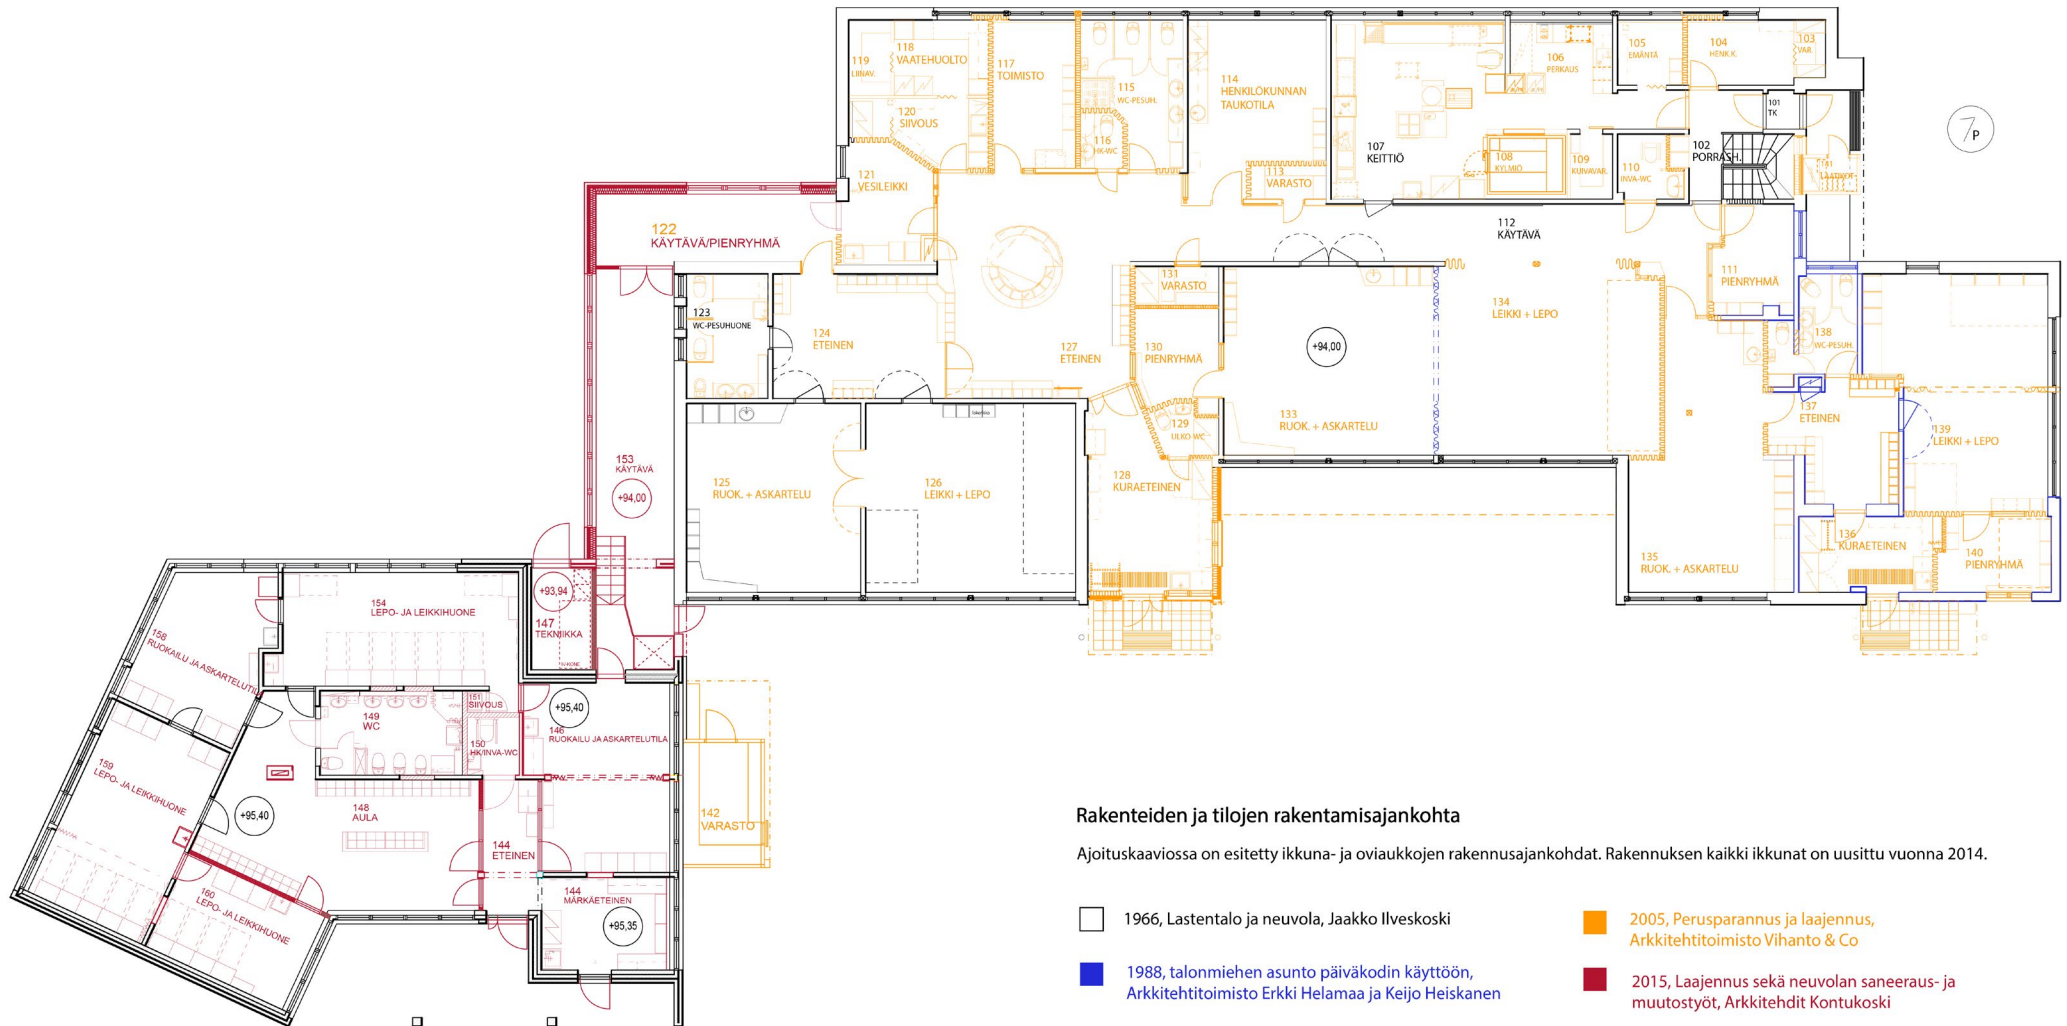 118
VAATEHUOLTO
119
LIINAV.
120
SIIVOUS
121
VESILEIKKI
117
TOIMISTO
115
WC-PESUH.
116
HK-WC
114
HENKILÖKUNNAN
TAUKOTILA
113
VARASTO
107
KEITTIÖ
106
PERKAUS
105
EMÄNTÄ
104
HENK.K.
103
VAR.
101
TK
102
PORRASH.
108
KYLMIÖ
109
KUIVAVAR.
110
INVA-WC
P
122
KÄYTÄVÄ/PIENRYHMÄ
112
KÄYTÄVÄ
111
PIENRYHMÄ
123
WC-PESUHUONE
124
ETEINEN
127
ETEINEN
131
VARASTO
130
PIENRYHMÄ
129
ULKO-WC
128
KURAETEINEN
+94,00
133
RUOK. + ASKARTELU
134
LEIKKI + LEPO
138
WC-PESUH.
137
ETEINEN
139
LEIKKI + LEPO
135
RUOK. + ASKARTELU
136
KURAETEINEN
140
PIENRYHMÄ
153
KÄYTÄVÄ
+94,00
125
RUOK. + ASKARTELU
126
LEIKKI + LEPO
154
LEPO- JA LEIKKIHUONE
+93,94
147
TEKNIIKKA
IV-KONE
158
RUOKAILU JA ASKARTELUTILA
149
WC
151
SIIVOUS
150
HK/INVA-WC
+95,40
146
RUOKAILU JA ASKARTELUTILA
159
LEPO- JA LEIKKIHUONE
+95,40
148
AULA
144
ETEINEN
142
VARASTO
160
LEPO- JA LEIKKIHUONE
144
MÄRKÄETEINEN
+95,35
Rakenteiden ja tilojen rakentamisajankohta
Ajoituskaaviossa on esitetty ikkuna- ja oviaukkojen rakennusajankohdat. Rakennuksen kaikki ikkunat on uusittu vuonna 2014.
1966, Lastentalo ja neuvola, Jaakko Ilveskoski
1988, talonmiehen asunto päiväkodin käyttöön,
Arkkitehtitoimisto Erkki Helamaa ja Keijo Heiskanen
2005, Perusparannus ja laajennus,
Arkkitehtitoimisto Vihanto & Co
2015, Laajennus sekä neuvolan saneeraus- ja
muutostyöt, Arkkitehdit Kontukoski